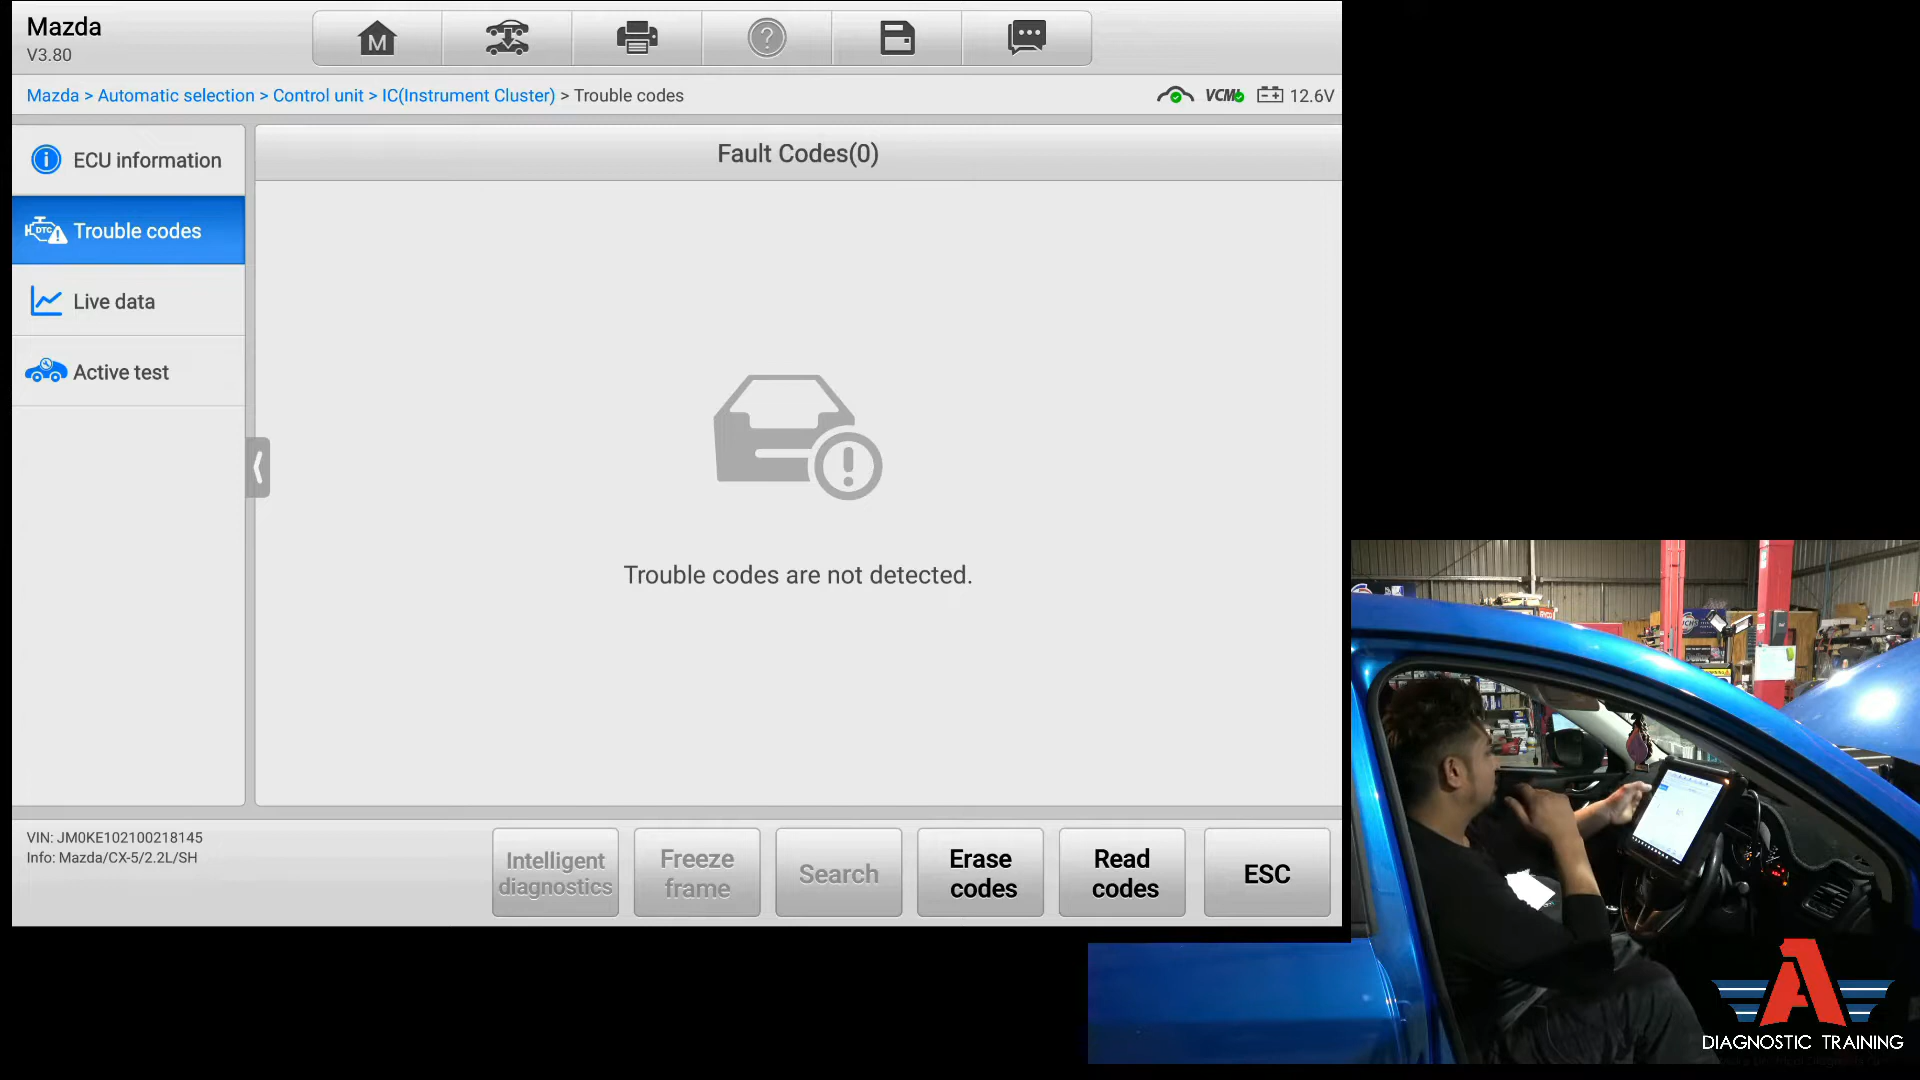 Mazda
V3.80
M
?
Mazda > Automatic selection > Control unit > IC(Instrument Cluster) > Trouble codes
VCMI
12.6V
ECU information
DTC
Trouble codes
Live data
Active test
Fault Codes(0)
Trouble codes are not detected.
VIN: JM0KE102100218145
Info: Mazda/CX-5/2.2L/SH
Intelligent
diagnostics
Freeze
frame
Search
Erase
codes
Read
codes
ESC
DIAGNOSTIC TRAINING